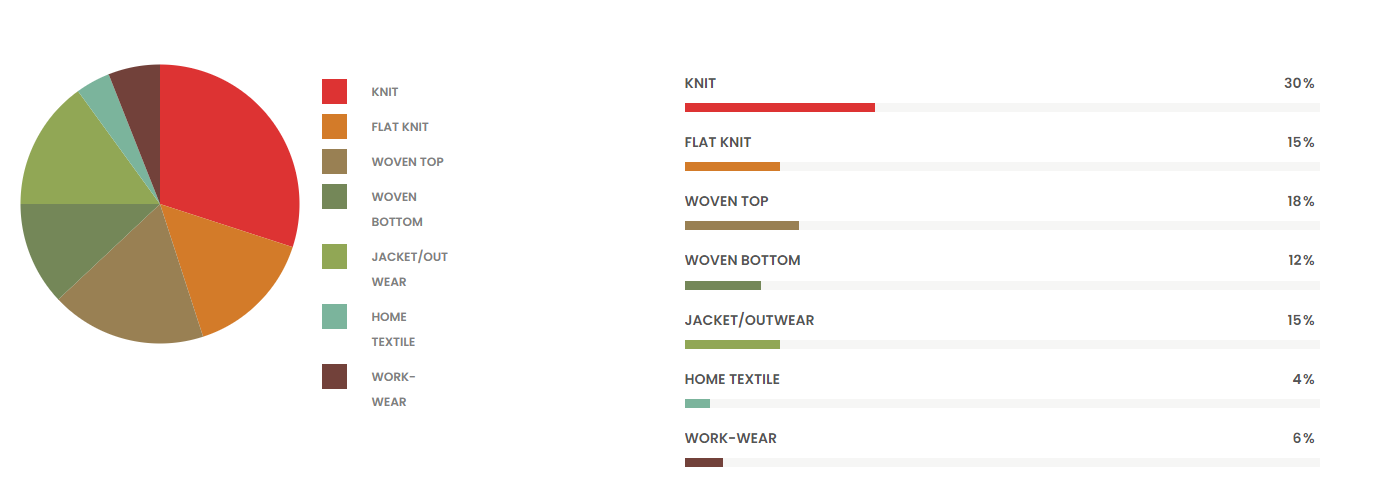 KNIT
FLAT KNIT
WOVEN TOP
WOVEN
BOTTOM
JACKET/OUT
WEAR
HOME
TEXTILE
WORK-
WEAR
KNIT 30%
FLAT KNIT 15%
WOVEN TOP 18%
WOVEN BOTTOM 12%
JACKET/OUTWEAR 15%
HOME TEXTILE 4%
WORK-WEAR 6%